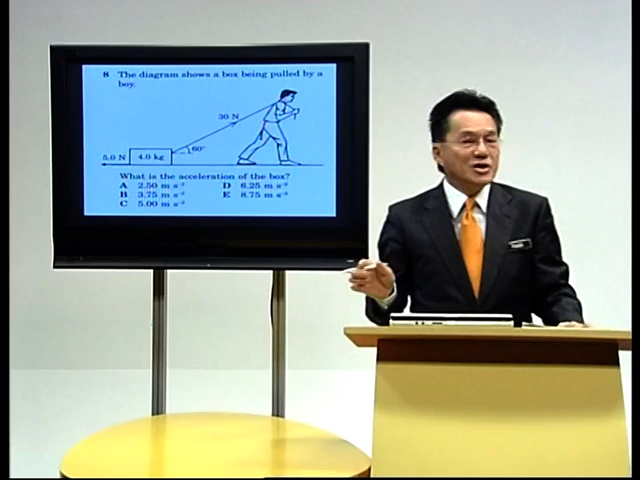 8 The diagram shows a box being pulled by a
boy.
30 N
60°
5.0 N 4.0 kg
What is the acceleration of the box?
A 2.50 m s⁻² D 6.25 m s⁻²
B 3.75 m s⁻² E 8.75 m s⁻²
C 5.00 m s⁻²